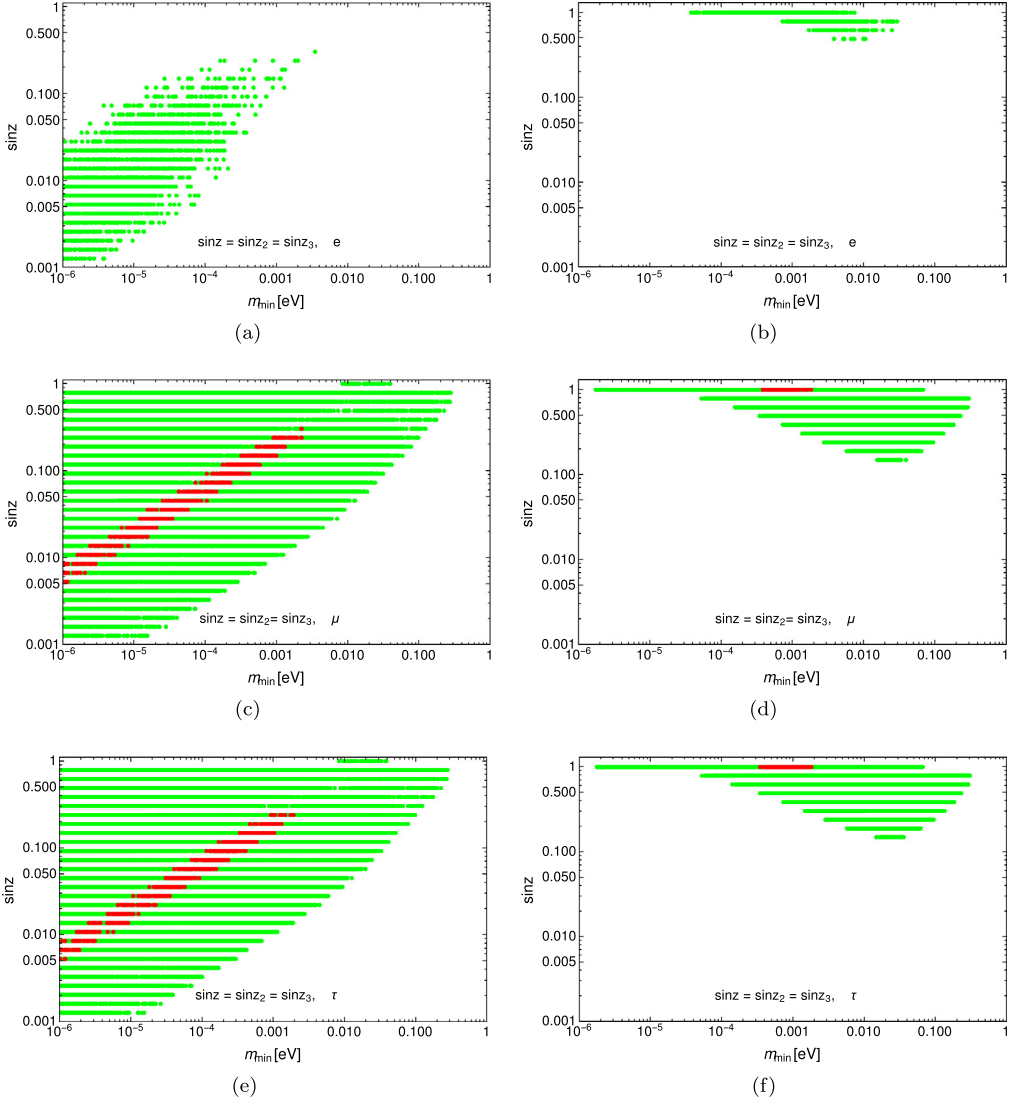 1
0.500
0.100
0.050
0.010
0.005
0.001
sinz
sinz = sinz₂ = sinz₃, e
10⁻⁶ 10⁻⁵ 10⁻⁴ 0.001 0.010 0.100 1
m_min [eV]
(a)
1
0.500
0.100
0.050
0.010
0.005
0.001
sinz
sinz = sinz₂ = sinz₃, e
10⁻⁶ 10⁻⁵ 10⁻⁴ 0.001 0.010 0.100 1
m_min [eV]
(b)
1
0.500
0.100
0.050
0.010
0.005
0.001
sinz
sinz = sinz₂= sinz₃, μ
10⁻⁶ 10⁻⁵ 10⁻⁴ 0.001 0.010 0.100 1
m_min [eV]
(c)
1
0.500
0.100
0.050
0.010
0.005
0.001
sinz
sinz = sinz₂= sinz₃, μ
10⁻⁶ 10⁻⁵ 10⁻⁴ 0.001 0.010 0.100 1
m_min [eV]
(d)
1
0.500
0.100
0.050
0.010
0.005
0.001
sinz
sinz = sinz₂ = sinz₃, τ
10⁻⁶ 10⁻⁵ 10⁻⁴ 0.001 0.010 0.100 1
m_min [eV]
(e)
1
0.500
0.100
0.050
0.010
0.005
0.001
sinz
sinz = sinz₂ = sinz₃, τ
10⁻⁶ 10⁻⁵ 10⁻⁴ 0.001 0.010 0.100 1
m_min [eV]
(f)